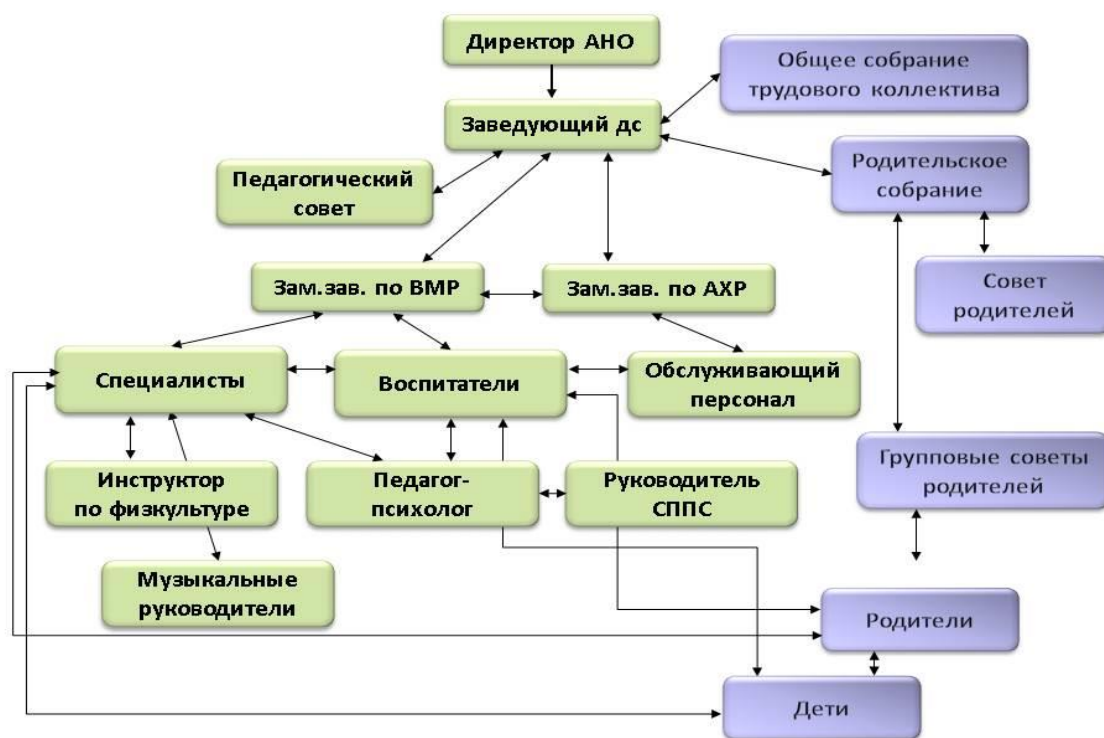 Директор АНО
Общее собрание
трудового коллектива
Заведующий дс
Педагогический
совет
Родительское
собрание
Зам.зав. по ВМР
Зам.зав. по АХР
Совет
родителей
Специалисты
Воспитатели
Обслуживающий
персонал
Инструктор
по физкультуре
Педагог-
психолог
Руководитель
СППС
Групповые советы
родителей
Музыкальные
руководители
Родители
Дети